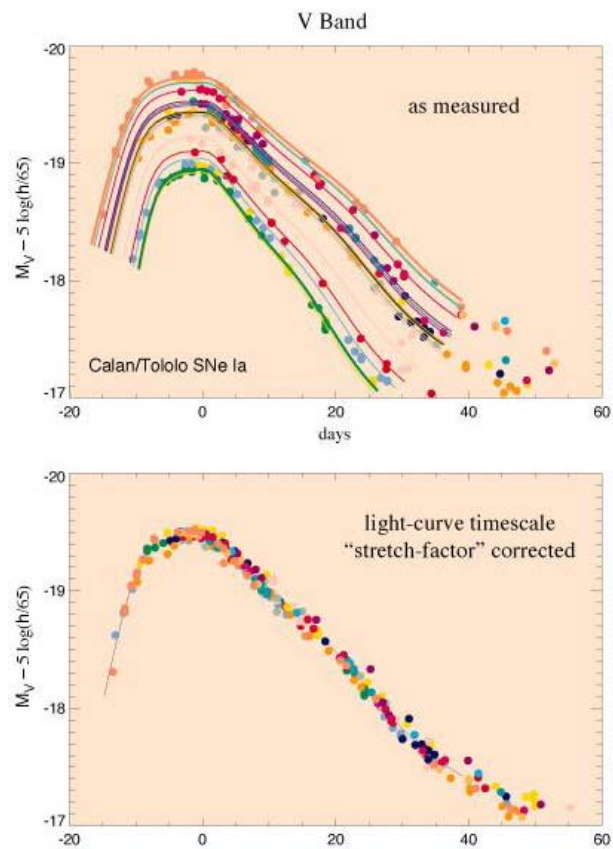 V Band
-20
-19
-18
-17
M_V – 5 log(h/65)
as measured
Calan/Tololo SNe Ia
-20 0 20 40 60
days
-20
-19
-18
-17
M_V – 5 log(h/65)
light-curve timescale
“stretch-factor” corrected
-20 0 20 40 60